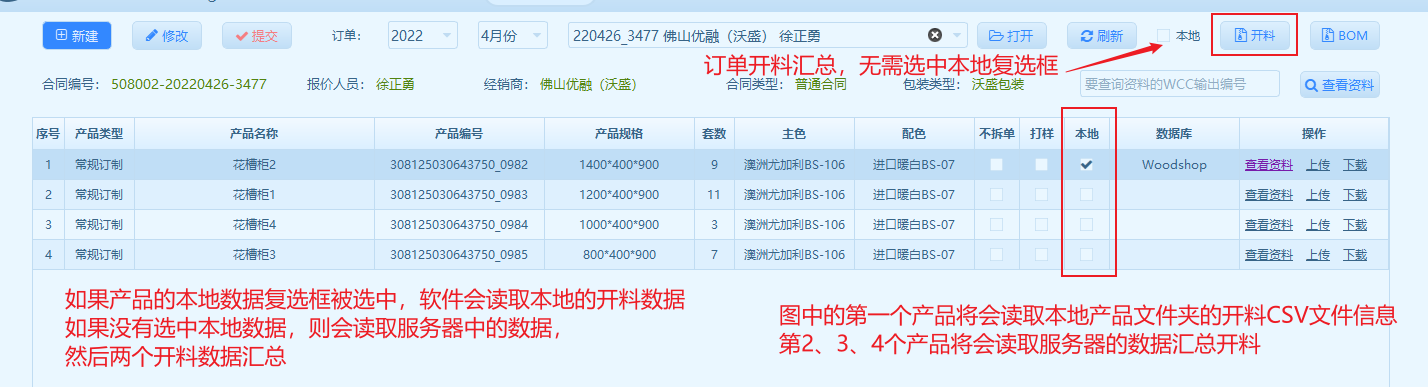 新建 修改 提交 订单： 2022 4月份 220426_3477 佛山优融（沃盛） 徐正勇 打开 刷新 本地 开料 BOM
订单开料汇总，无需选中本地复选框
合同编号： 508002-20220426-3477 报价人员： 徐正勇 经销商： 佛山优融（沃盛） 合同类型： 普通合同 包装类型： 沃盛包装 要查询资料的WCC输出编号 查看资料
序号 产品类型 产品名称 产品编号 产品规格 套数 主色 配色 不拆单 打样 本地 数据库 操作
1 常规订制 花槽柜2 308125030643750_0982 1400*400*900 9 澳洲尤加利BS-106 进口暖白BS-07 Woodshop 查看资料 上传 下载
2 常规订制 花槽柜1 308125030643750_0983 1200*400*900 11 澳洲尤加利BS-106 进口暖白BS-07 查看资料 上传 下载
3 常规订制 花槽柜4 308125030643750_0984 1000*400*900 3 澳洲尤加利BS-106 进口暖白BS-07 查看资料 上传 下载
4 常规订制 花槽柜3 308125030643750_0985 800*400*900 7 澳洲尤加利BS-106 进口暖白BS-07 查看资料 上传 下载
如果产品的本地数据复选框被选中，软件会读取本地的开料数据
如果没有选中本地数据，则会读取服务器中的数据，
然后两个开料数据汇总
图中的第一个产品将会读取本地产品文件夹的开料CSV文件信息
第2、3、4个产品将会读取服务器的数据汇总开料